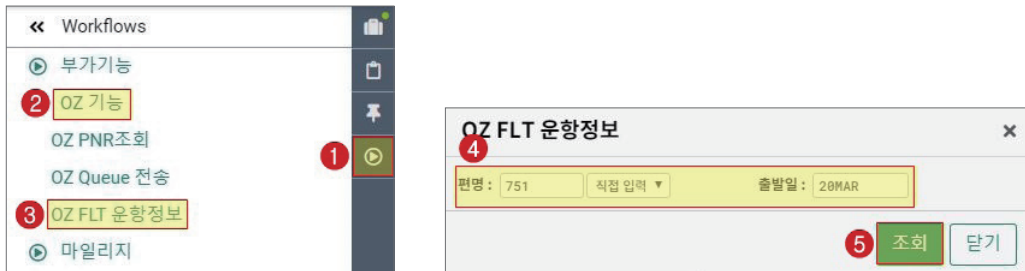 « Workflows
부가기능
2 OZ 기능
OZ PNR조회
1
OZ Queue 전송
3 OZ FLT 운항정보
마일리지
OZ FLT 운항정보 ×
4
편명 : 751 직접 입력 ▼ 출발일 : 20MAR
5 조회 닫기